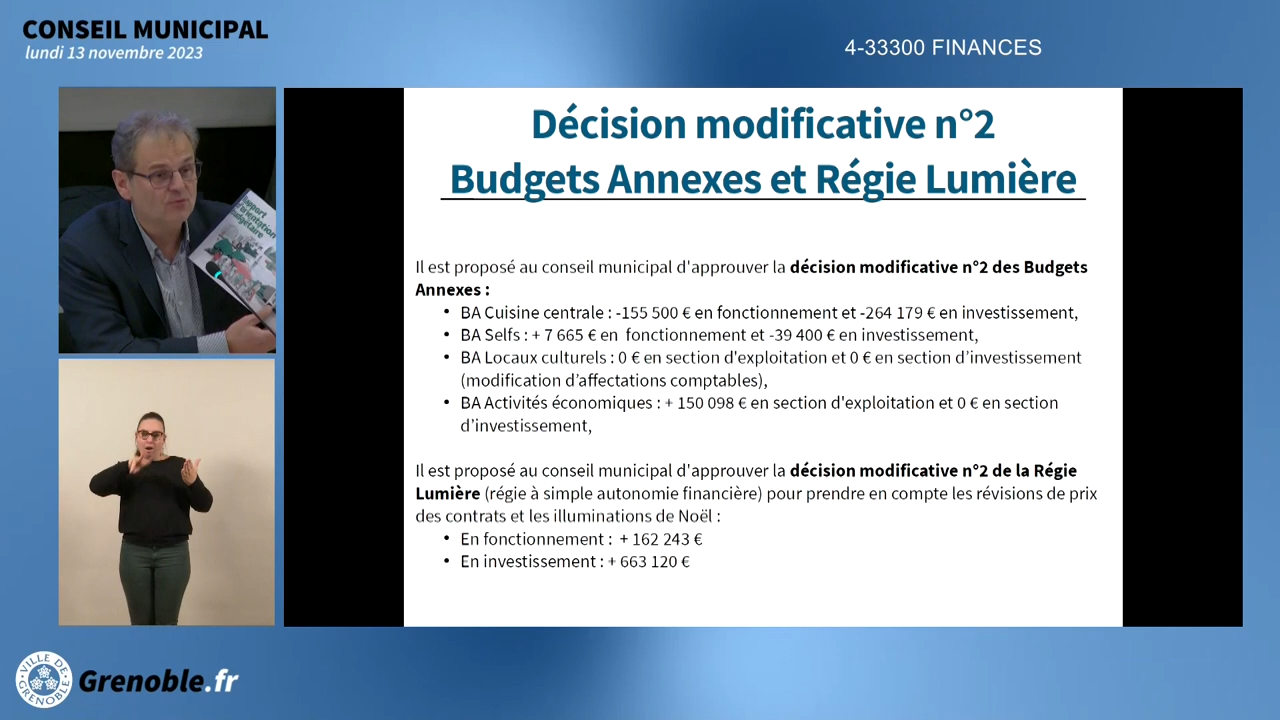 CONSEIL MUNICIPAL
lundi 13 novembre 2023
4-33300 FINANCES
Rapport
d'orientation
budgétaire
Décision modificative n°2
Budgets Annexes et Régie Lumière
Il est proposé au conseil municipal d'approuver la décision modificative n°2 des Budgets
Annexes :
• BA Cuisine centrale : -155 500 € en fonctionnement et -264 179 € en investissement,
• BA Selfs : + 7 665 € en fonctionnement et -39 400 € en investissement,
• BA Locaux culturels : 0 € en section d'exploitation et 0 € en section d’investissement
(modification d’affectations comptables),
• BA Activités économiques : + 150 098 € en section d'exploitation et 0 € en section
d’investissement,
Il est proposé au conseil municipal d'approuver la décision modificative n°2 de la Régie
Lumière (régie à simple autonomie financière) pour prendre en compte les révisions de prix
des contrats et les illuminations de Noël :
• En fonctionnement : + 162 243 €
• En investissement : + 663 120 €
VILLE DE GRENOBLE
Grenoble.fr